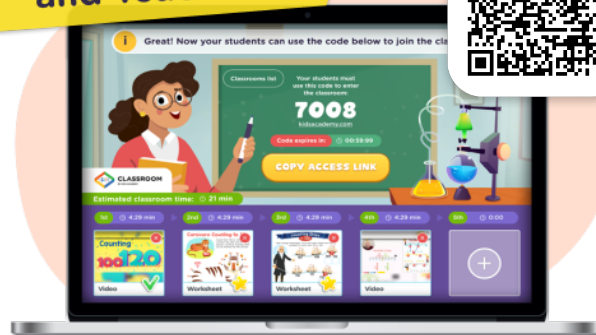 and
Great! Now your students can use the code below to join the cla
Classrooms list
Your students must
use this code to enter
the classroom:
7008
kidsacademy.com
Code expires in: 00:59:99
COPY ACCESS LINK
CLASSROOM
Estimated classroom time: 21 min
1st 4:29 min
2nd 4:29 min
3rd 4:29 min
4th 4:29 min
5th 0:00
Counting
100 120
Video
Worksheet
Worksheet
Video